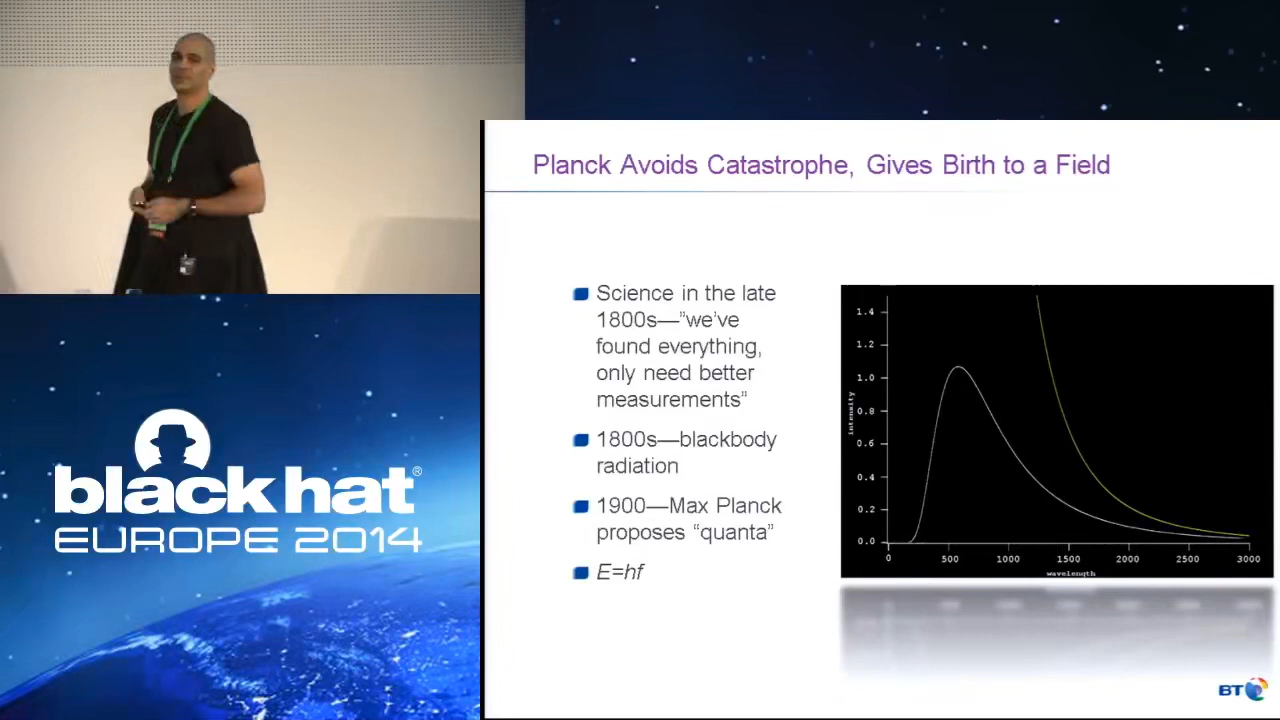 Planck Avoids Catastrophe, Gives Birth to a Field
Science in the late
1800s—”we’ve
found everything,
only need better
measurements”
1800s—blackbody
radiation
1900—Max Planck
proposes “quanta”
E=hf
1.4
1.2
1.0
0.8
0.6
0.4
0.2
0.0
intensity
0 500 1000 1500 2000 2500 3000
wavelength
BT
black hat®
EUROPE 2014